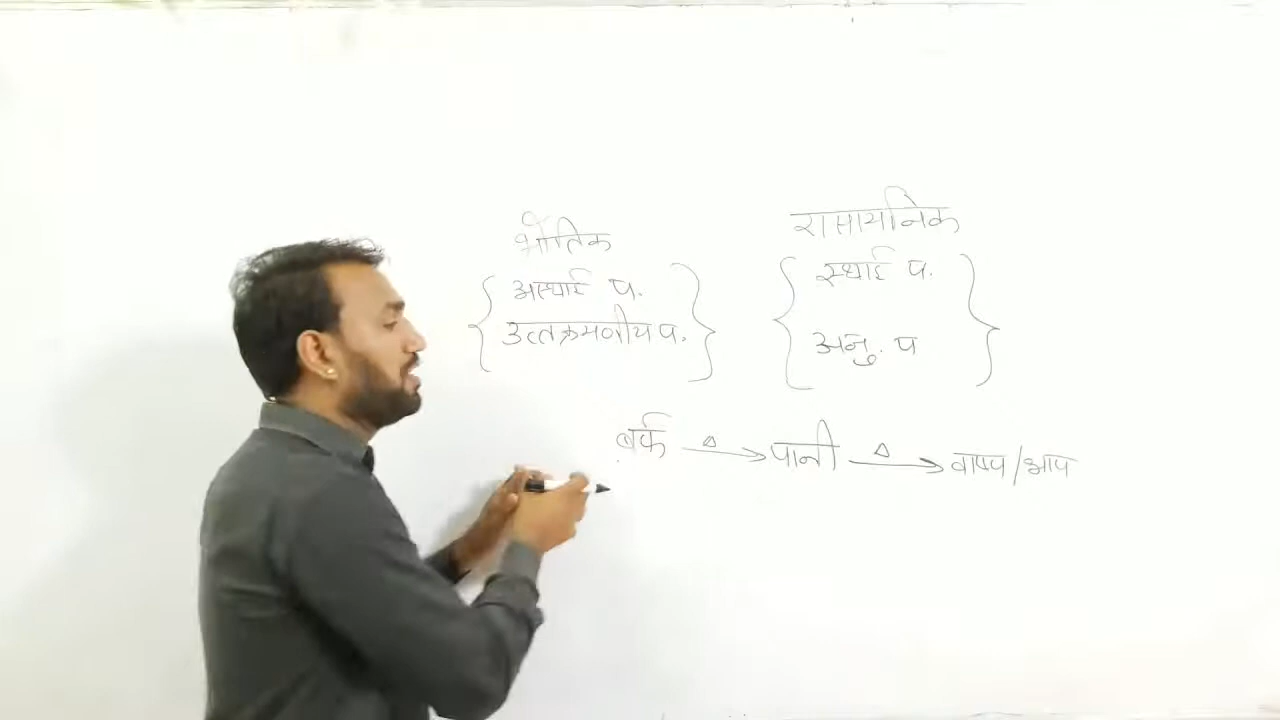 भौतिक
अस्थाई प.
उत्क्रमणीय प.
रासायनिक
स्थाई प.
अनु. प
बर्फ △→ पानी △→ वाष्प/भाप